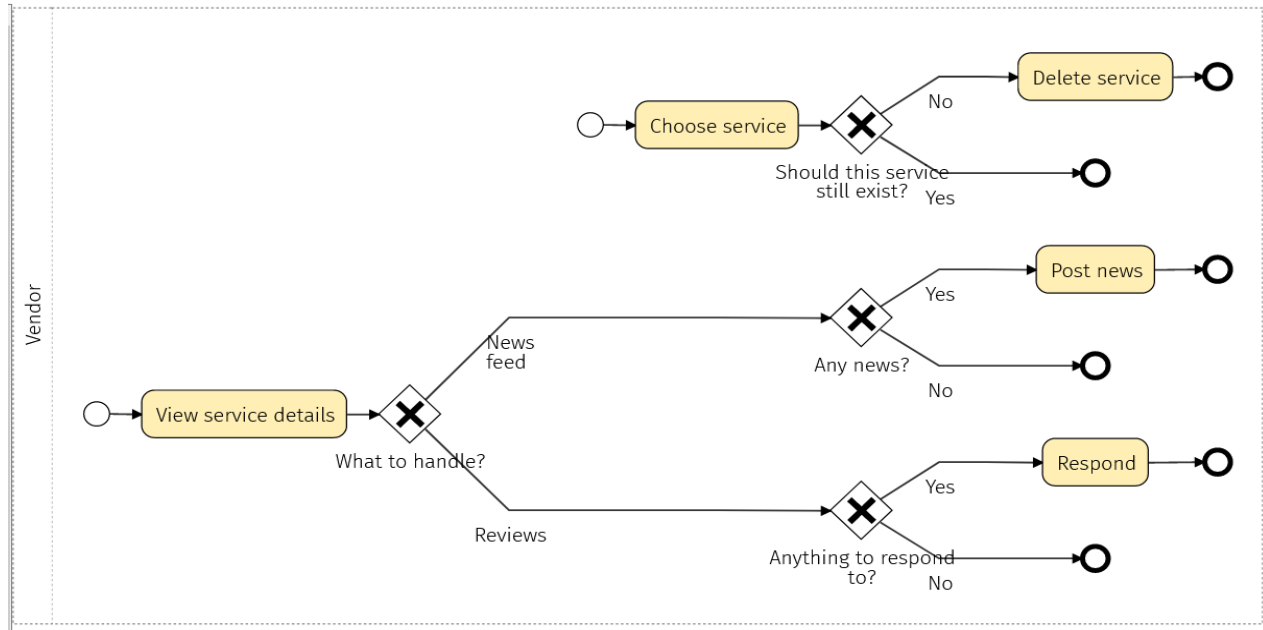 Vendor
Choose service
Should this service
still exist?
No
Delete service
Yes
View service details
What to handle?
News
feed
Any news?
Yes
Post news
No
Reviews
Anything to respond
to?
Yes
Respond
No